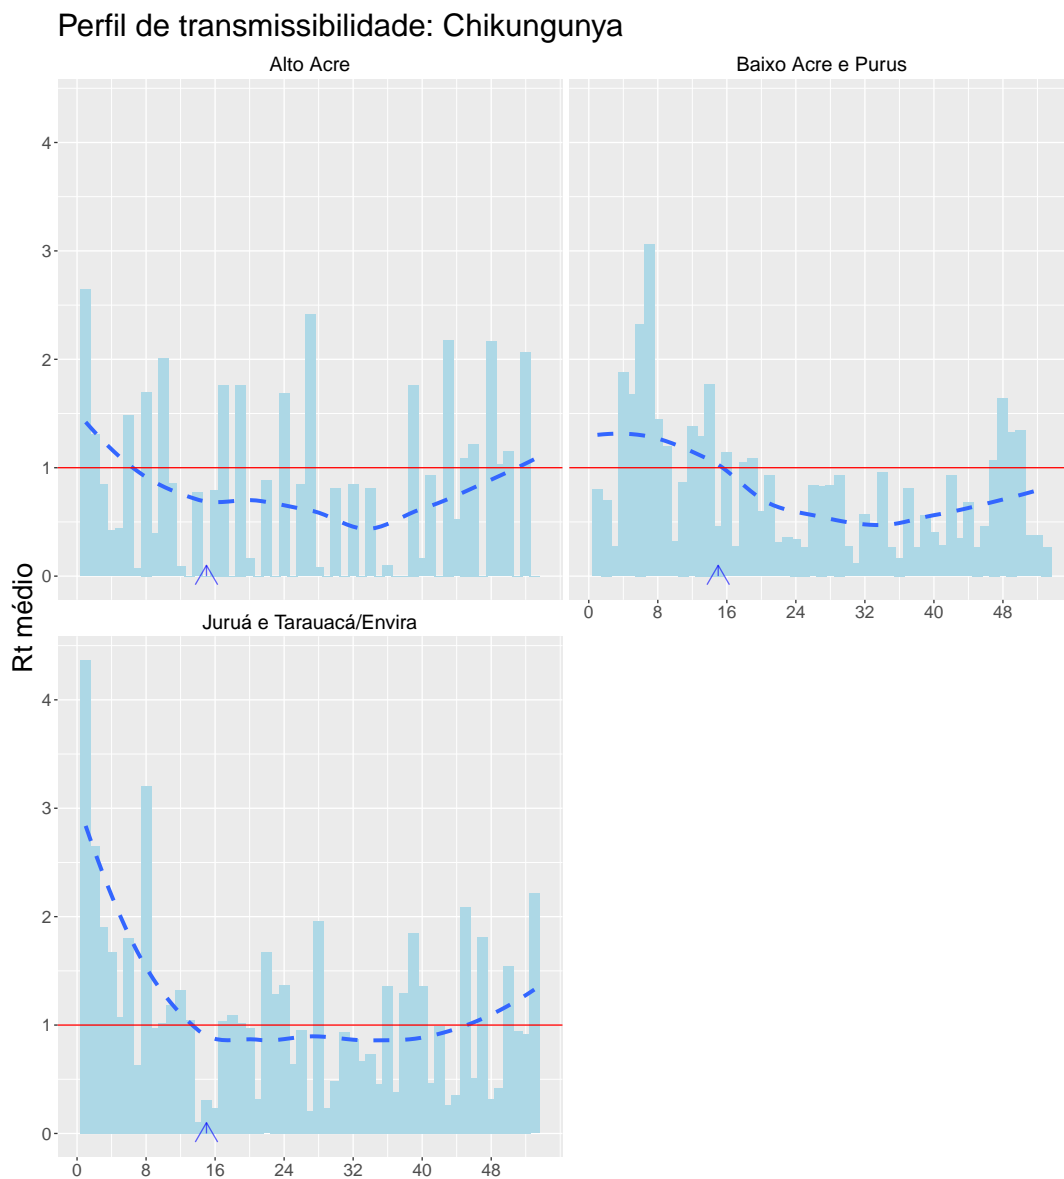 Perfil de transmissibilidade: Chikungunya
Alto Acre
Baixo Acre e Purus
4
3
2
1
0
0 8 16 24 32 40 48
Rt médio
Juruá e Tarauacá/Envira
4
3
2
1
0
0 8 16 24 32 40 48